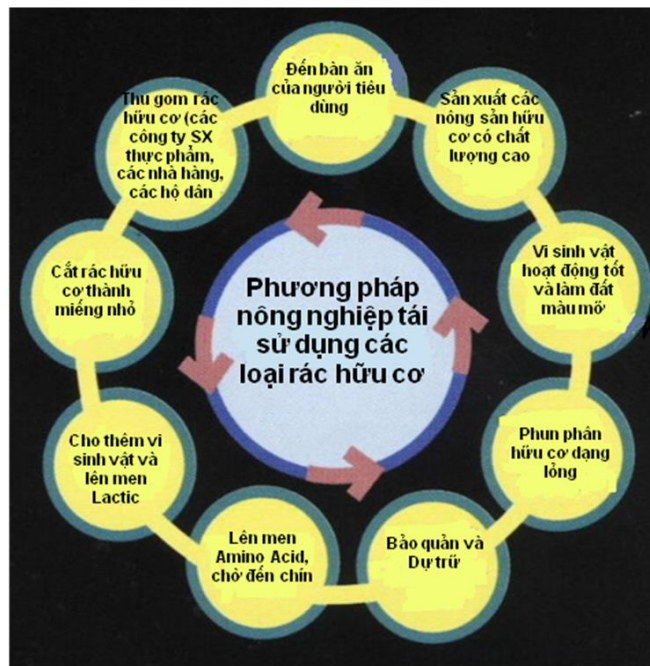 Đến bàn ăn
của người tiêu
dùng
Thu gom rác
hữu cơ (các
công ty SX
thực phẩm,
các nhà hàng,
các hộ dân
Sản xuất các
nông sản hữu
cơ có chất
lượng cao
Cắt rác hữu
cơ thành
miếng nhỏ
Vi sinh vật
hoạt động tốt
và làm đất
màu mỡ
Phương pháp
nông nghiệp tái
sử dụng các
loại rác hữu cơ
Cho thêm vi
sinh vật và
lên men
Lactic
Phun phân
hữu cơ dạng
lỏng
Lên men
Amino Acid,
chờ đến chín
Bảo quản và
Dự trữ